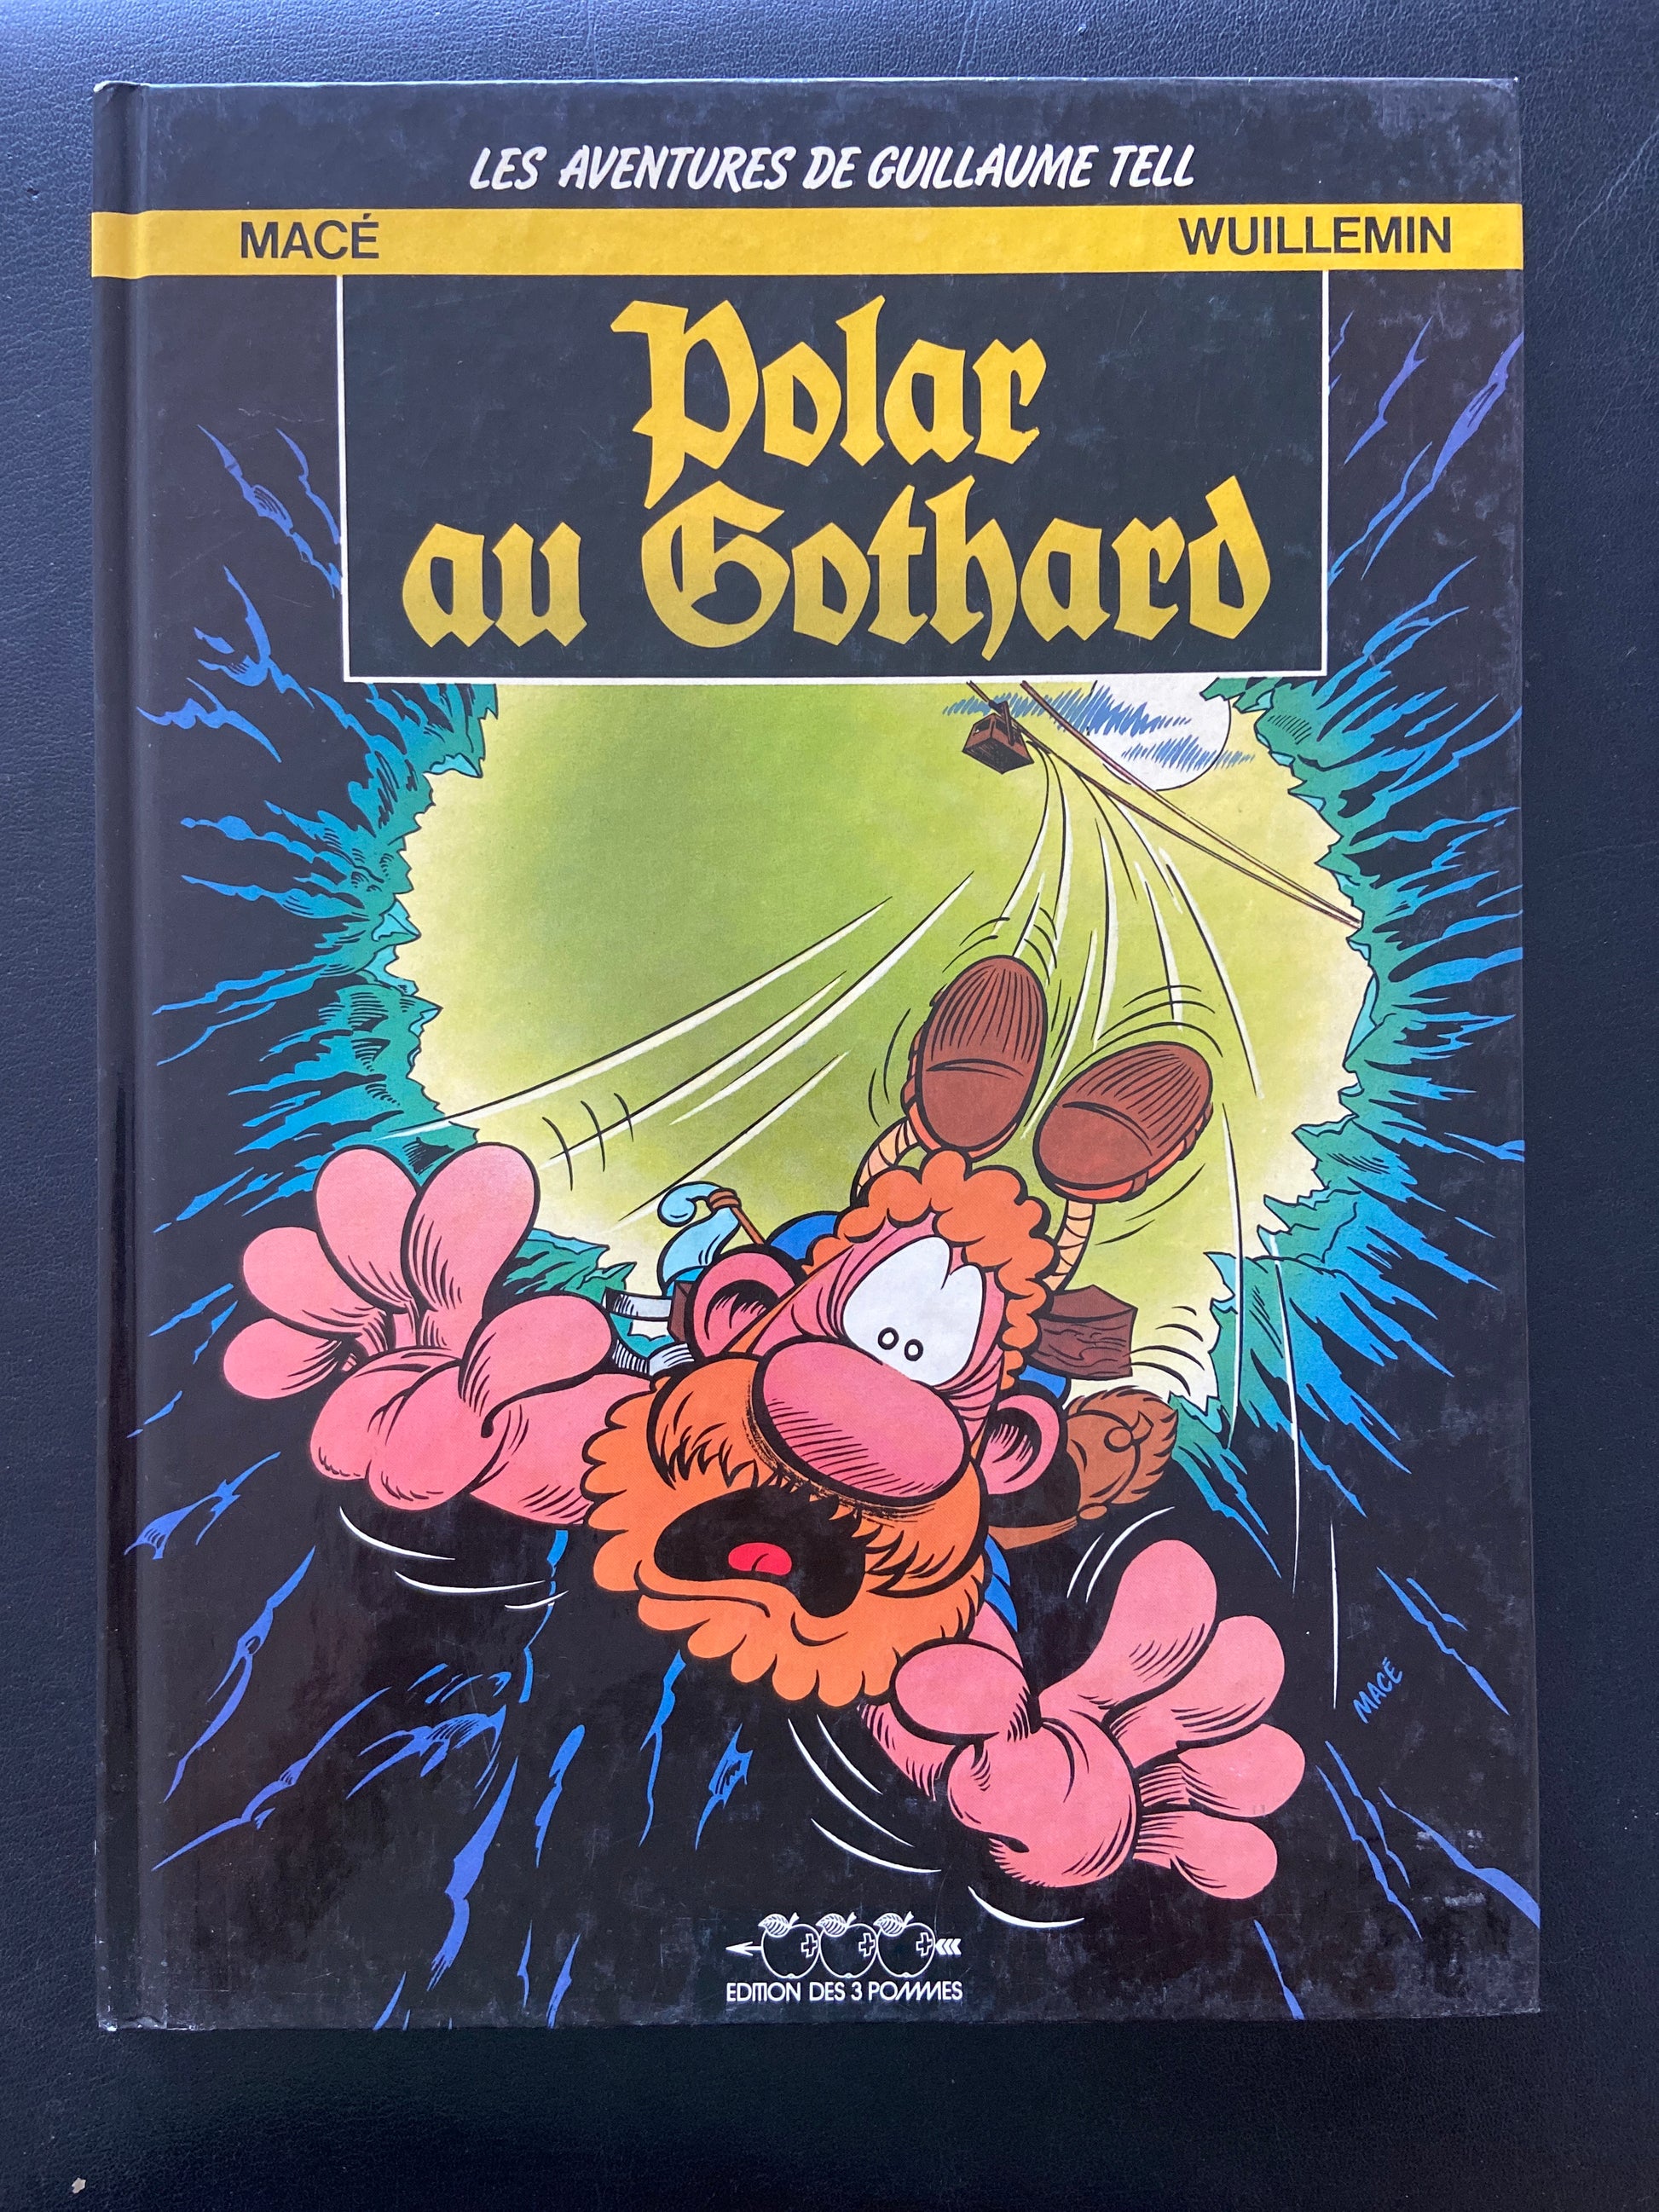 LES AVENTURES DE GUILLAUME TELL
MACÉ WUILLEMIN
Polar
au Gothard
MACÉ
EDITION DES 3 POMMES